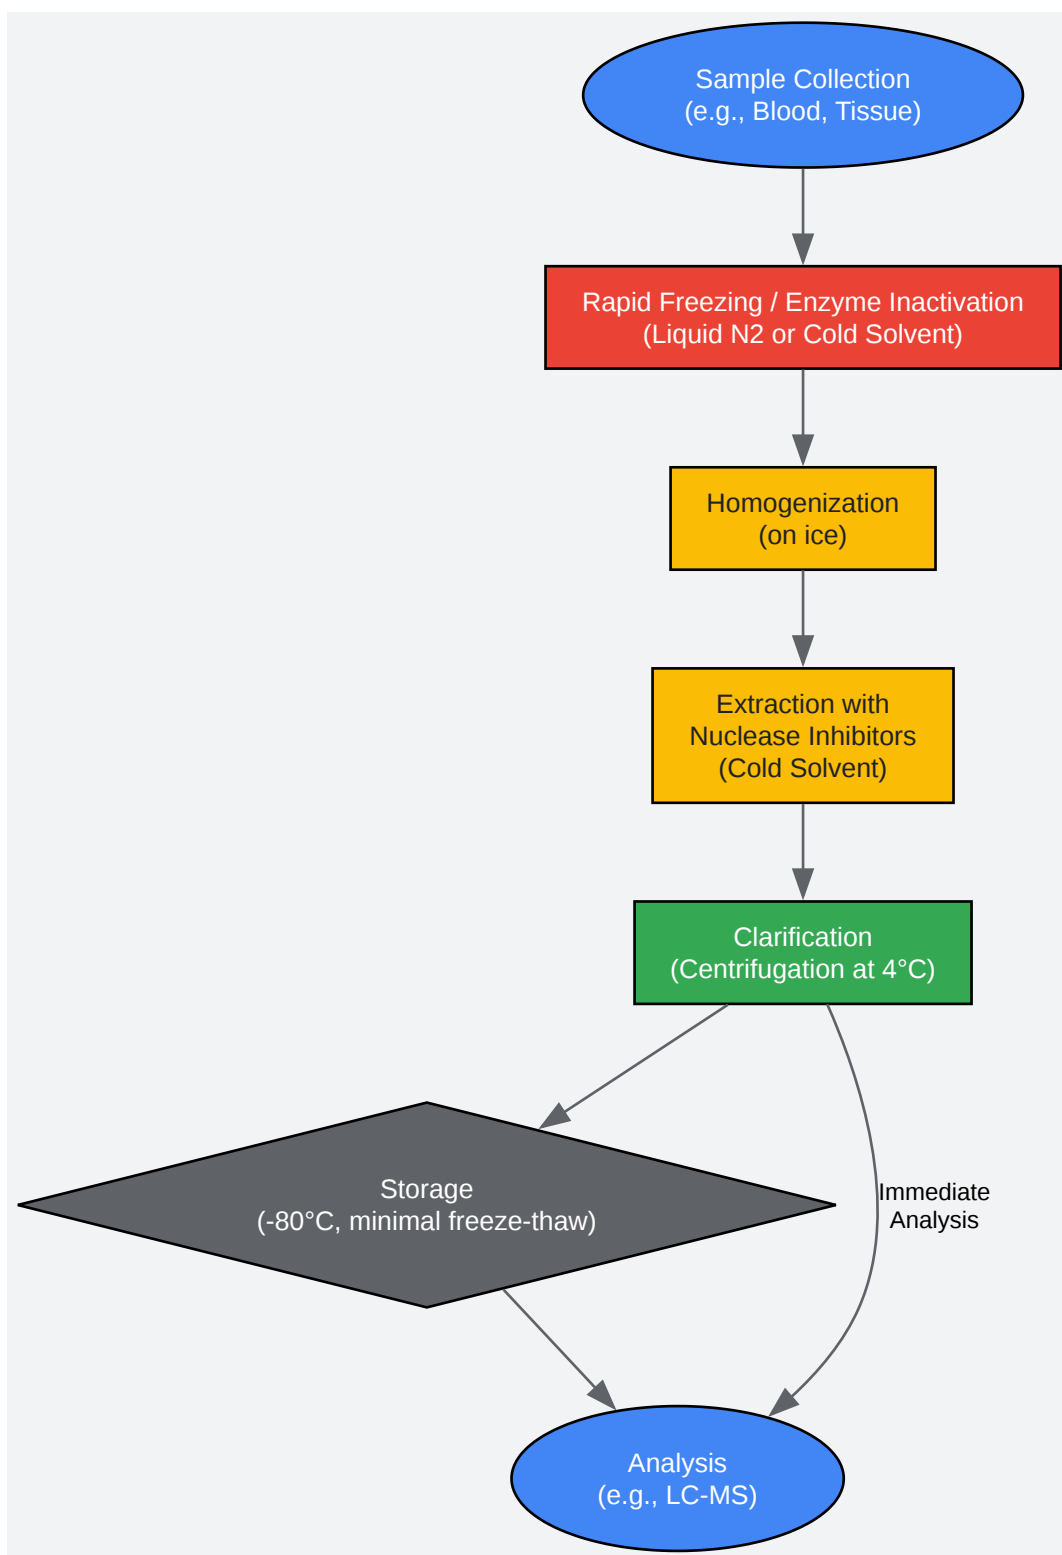 Sample Collection
(e.g., Blood, Tissue)
Rapid Freezing / Enzyme Inactivation
(Liquid N2 or Cold Solvent)
Homogenization
(on ice)
Extraction with
Nuclease Inhibitors
(Cold Solvent)
Clarification
(Centrifugation at 4°C)
Storage
(-80°C, minimal freeze-thaw)
Immediate
Analysis
Analysis
(e.g., LC-MS)